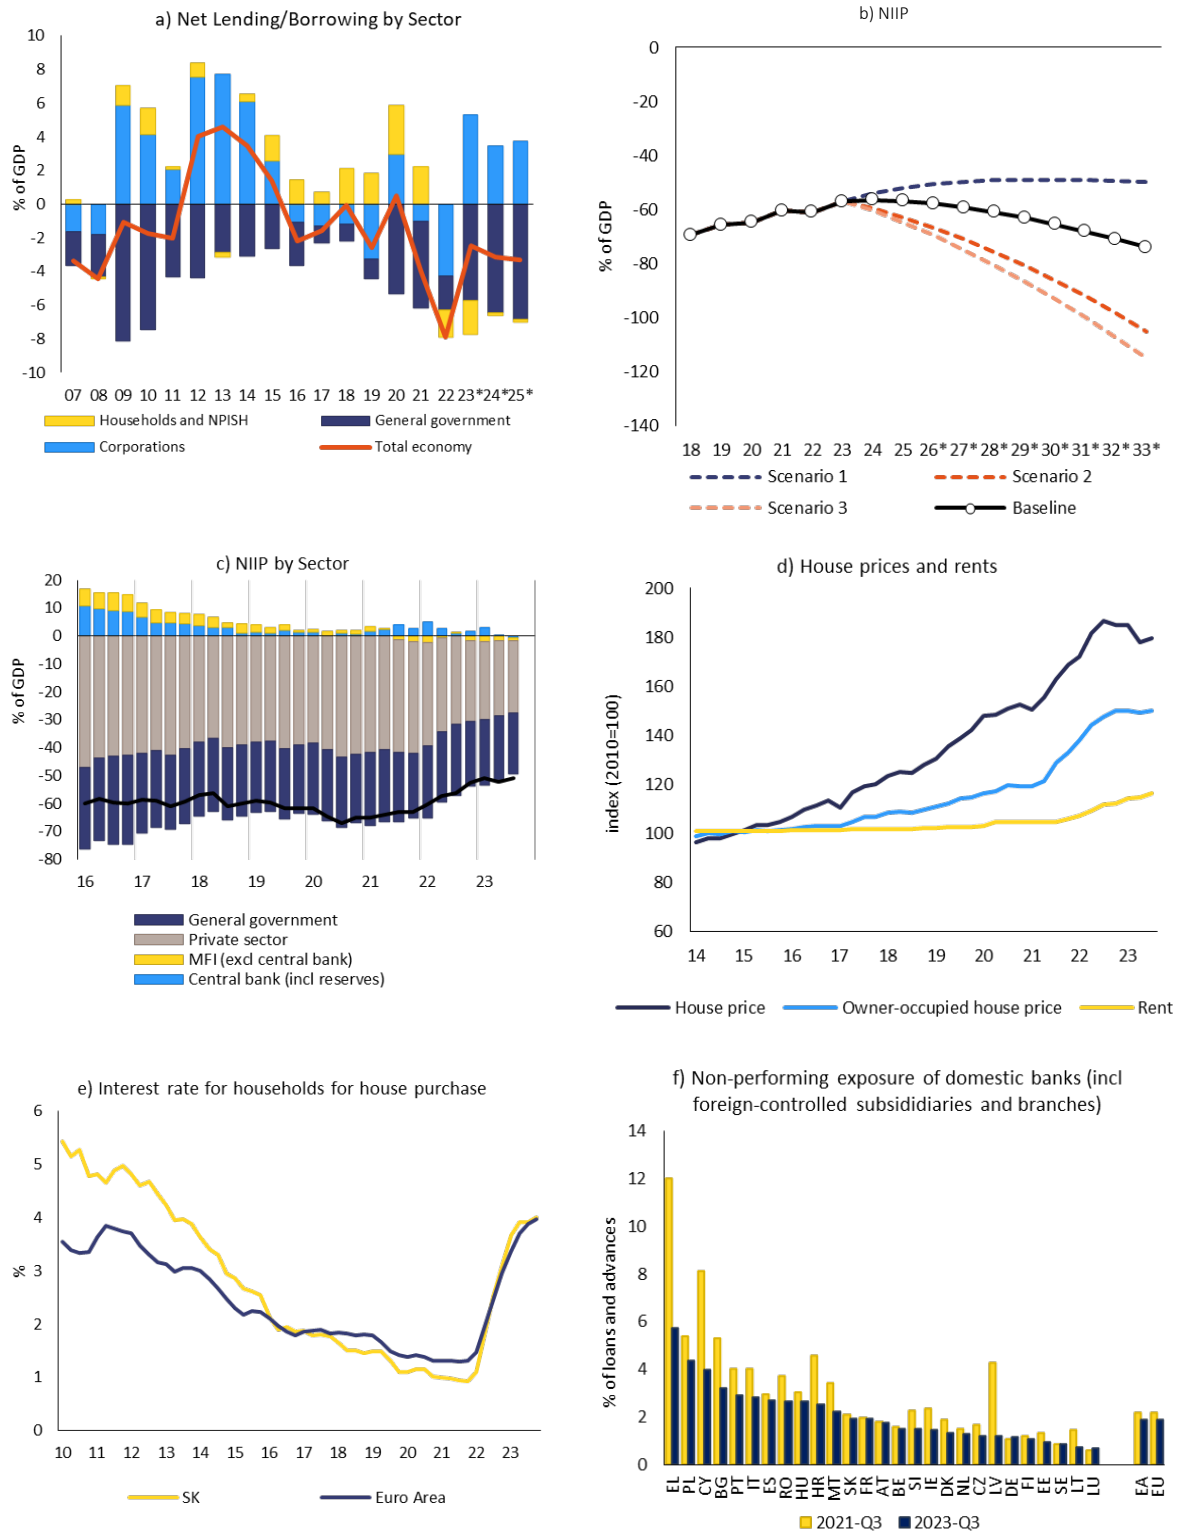 a) Net Lending/Borrowing by Sector
% of GDP
10
8
6
4
2
0
-2
-4
-6
-8
-10
07 08 09 10 11 12 13 14 15 16 17 18 19 20 21 22 23* 24* 25*
Households and NPISH
General government
Corporations
Total economy
b) NIIP
% of GDP
0
-20
-40
-60
-80
-100
-120
-140
18 19 20 21 22 23 24 25 26* 27* 28* 29* 30* 31* 32* 33*
Scenario 1
Scenario 2
Scenario 3
Baseline
c) NIIP by Sector
% of GDP
20
10
0
-10
-20
-30
-40
-50
-60
-70
-80
16 17 18 19 20 21 22 23
General government
Private sector
MFI (excl central bank)
Central bank (incl reserves)
d) House prices and rents
index (2010=100)
200
180
160
140
120
100
80
60
14 15 16 17 18 19 20 21 22 23
House price
Owner-occupied house price
Rent
e) Interest rate for households for house purchase
%
6
5
4
3
2
1
0
10 11 12 13 14 15 16 17 18 19 20 21 22 23
SK
Euro Area
f) Non-performing exposure of domestic banks (incl
foreign-controlled subsididiaries and branches)
% of loans and advances
14
12
10
8
6
4
2
0
EL PL CY BG PT IT ES RO HU HR MT SK FR AT BE SI IE DK NL CZ LV DE FI EE SE LT LU EA EU
2021-Q3
2023-Q3